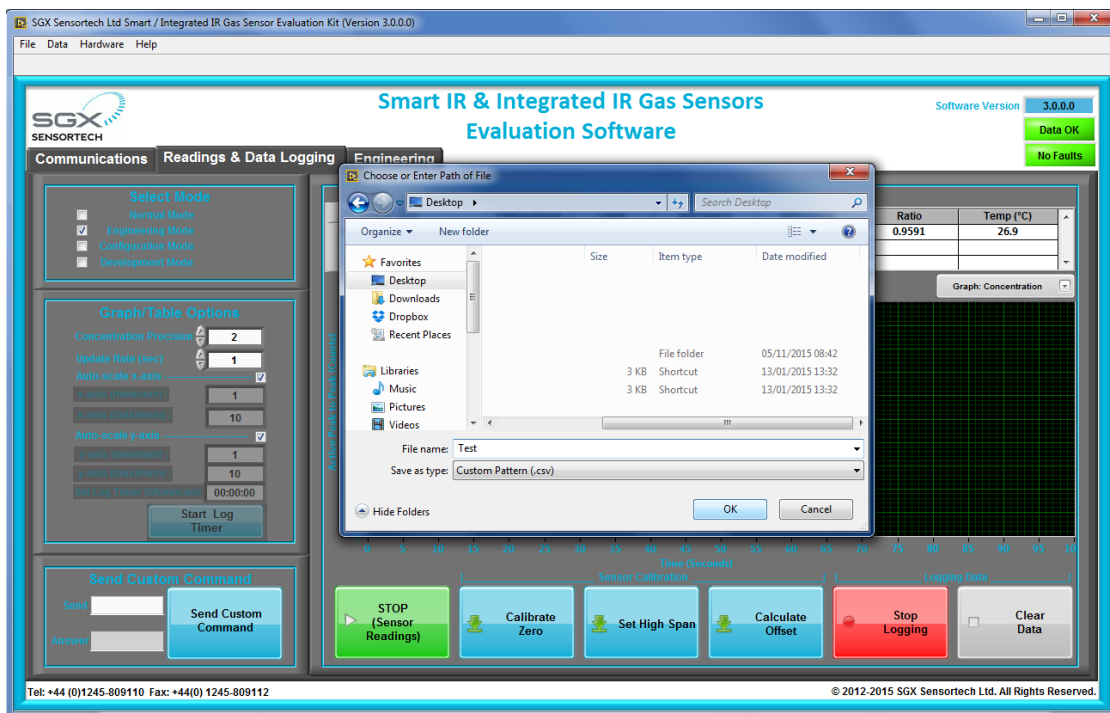 SGX Sensortech Ltd Smart / Integrated IR Gas Sensor Evaluation Kit (Version 3.0.0.0)
File Data Hardware Help
SGX
SENSORTECH
Smart IR & Integrated IR Gas Sensors
Evaluation Software
Software Version 3.0.0.0
Data OK
No Faults
Communications Readings & Data Logging Engineering
Select Mode
Normal Mode
Engineering Mode
Configuration Mode
Development Mode
Graph/Table Options
Concentration Precision 2
Update Rate (sec) 1
Auto scale x-axis
x-axis (minimum) 1
x-axis (maximum) 10
Auto scale y-axis
y-axis (minimum) 1
y-axis (maximum) 10
00:00:00
Start Log
Timer
Send Custom Command
Send
Answer
Send Custom
Command
Choose or Enter Path of File
Desktop
Search Desktop
Organize New folder
Favorites
Desktop
Downloads
Dropbox
Recent Places
Libraries
Music
Pictures
Videos
Size Item type Date modified
File folder 05/11/2015 08:42
3 KB Shortcut 13/01/2015 13:32
3 KB Shortcut 13/01/2015 13:32
File name: Test
Save as type: Custom Pattern (.csv)
Hide Folders
OK Cancel
Ratio Temp (°C)
0.9591 26.9
Graph: Concentration
Active Peak to Peak (Counts)
0 5 10 15 20 25 30 35 40 45 50 55 60 65 70 75 80 85 90 95 10
Time (Seconds)
Sensor Calibration
Logging Data
STOP
(Sensor
Readings)
Calibrate
Zero
Set High Span
Calculate
Offset
Stop
Logging
Clear
Data
Tel: +44 (0)1245-809110 Fax: +44(0) 1245-809112
© 2012-2015 SGX Sensortech Ltd. All Rights Reserved.